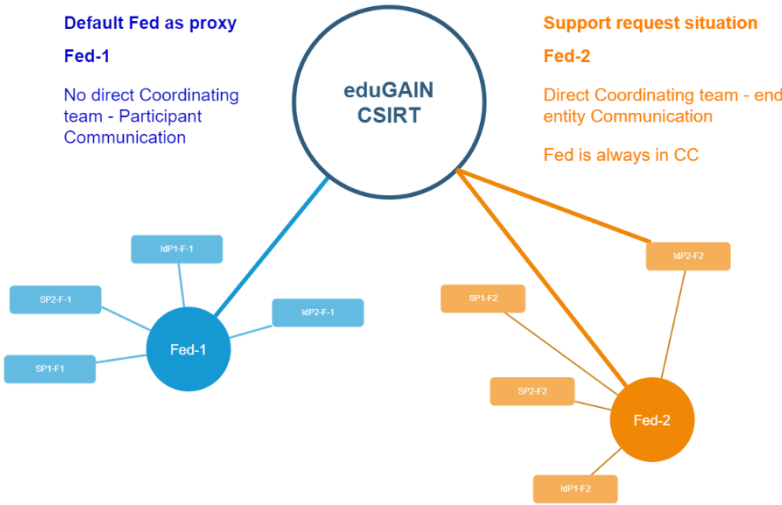 Default Fed as proxy
Fed-1
No direct Coordinating
team - Participant
Communication
eduGAIN
CSIRT
Support request situation
Fed-2
Direct Coordinating team - end
entity Communication
Fed is always in CC
IdP1-F-1
SP2-F-1
IdP2-F-1
SP1-F1
Fed-1
IdP2-F2
SP1-F2
SP2-F2
Fed-2
IdP1-F2